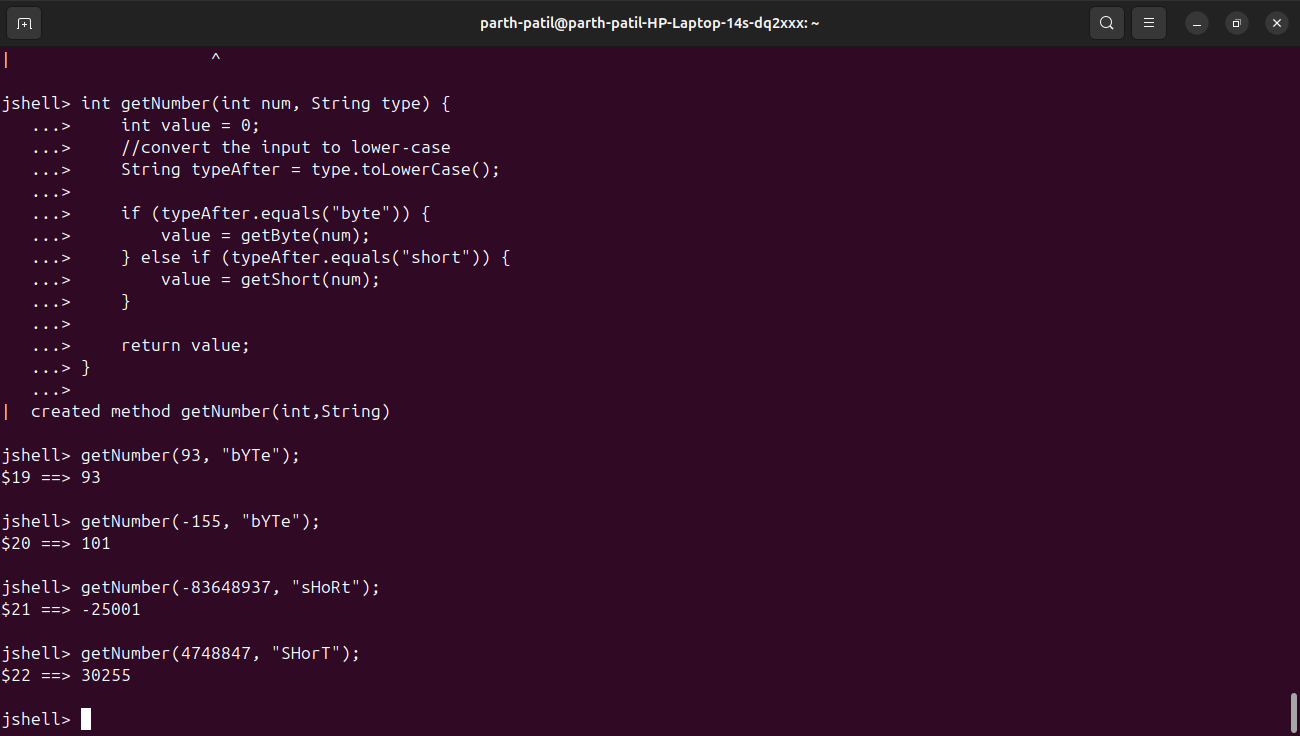 parth-patil@parth-patil-HP-Laptop-14s-dq2xxx: ~
|                    ^
jshell> int getNumber(int num, String type) {
   ...>     int value = 0;
   ...>     //convert the input to lower-case
   ...>     String typeAfter = type.toLowerCase();
   ...>
   ...>     if (typeAfter.equals("byte")) {
   ...>         value = getByte(num);
   ...>     } else if (typeAfter.equals("short")) {
   ...>         value = getShort(num);
   ...>     }
   ...>
   ...>     return value;
   ...> }
   ...>
|  created method getNumber(int,String)
jshell> getNumber(93, "bYTe");
$19 ==> 93
jshell> getNumber(-155, "bYTe");
$20 ==> 101
jshell> getNumber(-83648937, "sHoRt");
$21 ==> -25001
jshell> getNumber(4748847, "SHorT");
$22 ==> 30255
jshell>